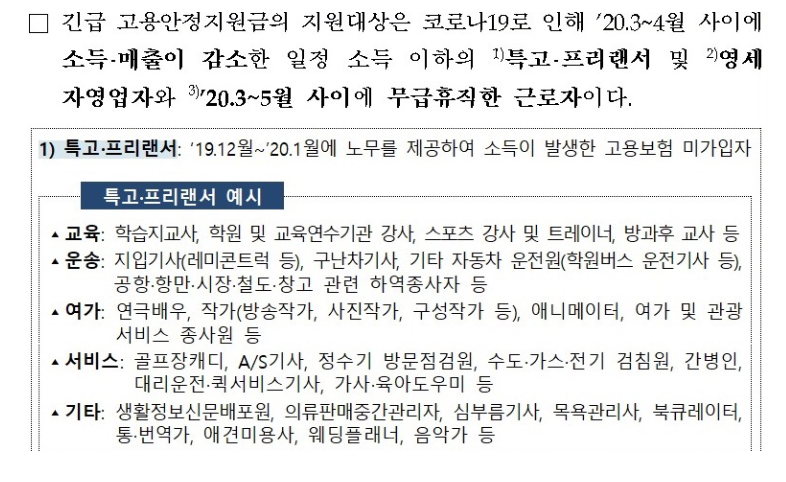 □ 긴급 고용안정지원금의 지원대상은 코로나19로 인해 ’20.3~4월 사이에
소득·매출이 감소한 일정 소득 이하의 1)특고·프리랜서 및 2)영세
자영업자와 3)’20.3~5월 사이에 무급휴직한 근로자이다.
1) 특고·프리랜서: ‘19.12월~’20.1월에 노무를 제공하여 소득이 발생한 고용보험 미가입자
특고·프리랜서 예시
▲ 교육: 학습지교사, 학원 및 교육연수기관 강사, 스포츠 강사 및 트레이너, 방과후 교사 등
▲ 운송: 지입기사(레미콘트럭 등), 구난차기사, 기타 자동차 운전원(학원버스 운전기사 등),
공항·항만·시장·철도·창고 관련 하역종사자 등
▲ 여가: 연극배우, 작가(방송작가, 사진작가, 구성작가 등), 애니메이터, 여가 및 관광
서비스 종사원 등
▲ 서비스: 골프장캐디, A/S기사, 정수기 방문점검원, 수도·가스·전기 검침원, 간병인,
대리운전·퀵서비스기사, 가사·육아도우미 등
▲ 기타: 생활정보신문배포원, 의류판매중간관리자, 심부름기사, 목욕관리사, 북큐레이터,
통·번역가, 애견미용사, 웨딩플래너, 음악가 등